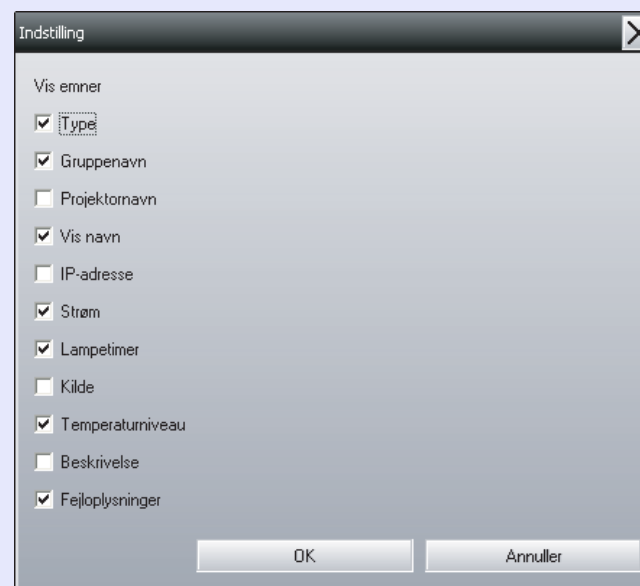 Indstilling
Vis emner
Type
Gruppenavn
Projektornavn
Vis navn
IP-adresse
Strøm
Lampetimer
Kilde
Temperaturniveau
Beskrivelse
Fejloplysninger
OK
Annuller